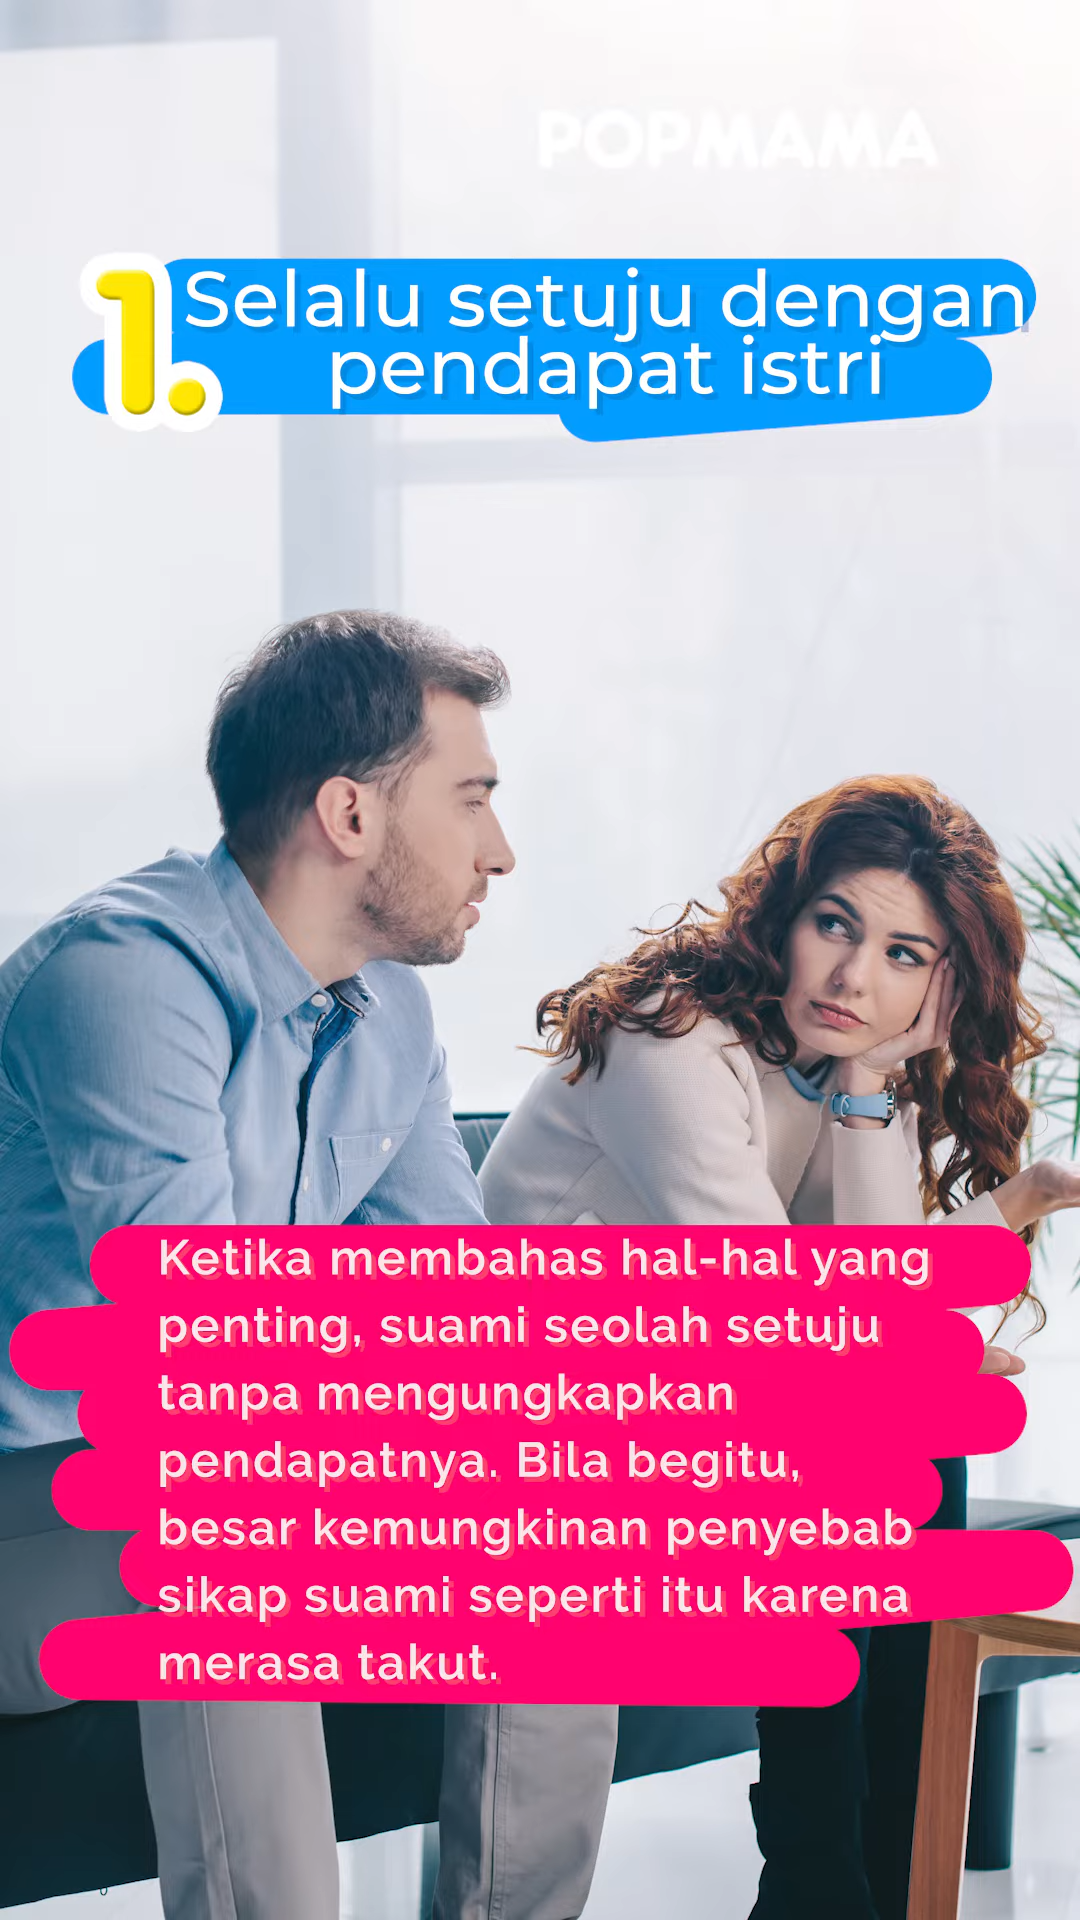 POPMAMA
1. Selalu setuju dengan
pendapat istri
Ketika membahas hal-hal yang
penting, suami seolah setuju
tanpa mengungkapkan
pendapatnya. Bila begitu,
besar kemungkinan penyebab
sikap suami seperti itu karena
merasa takut.